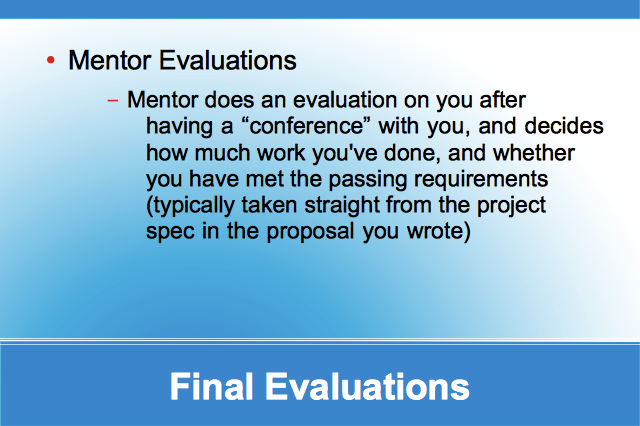 • Mentor Evaluations
– Mentor does an evaluation on you after
having a “conference” with you, and decides
how much work you've done, and whether
you have met the passing requirements
(typically taken straight from the project
spec in the proposal you wrote)
Final Evaluations